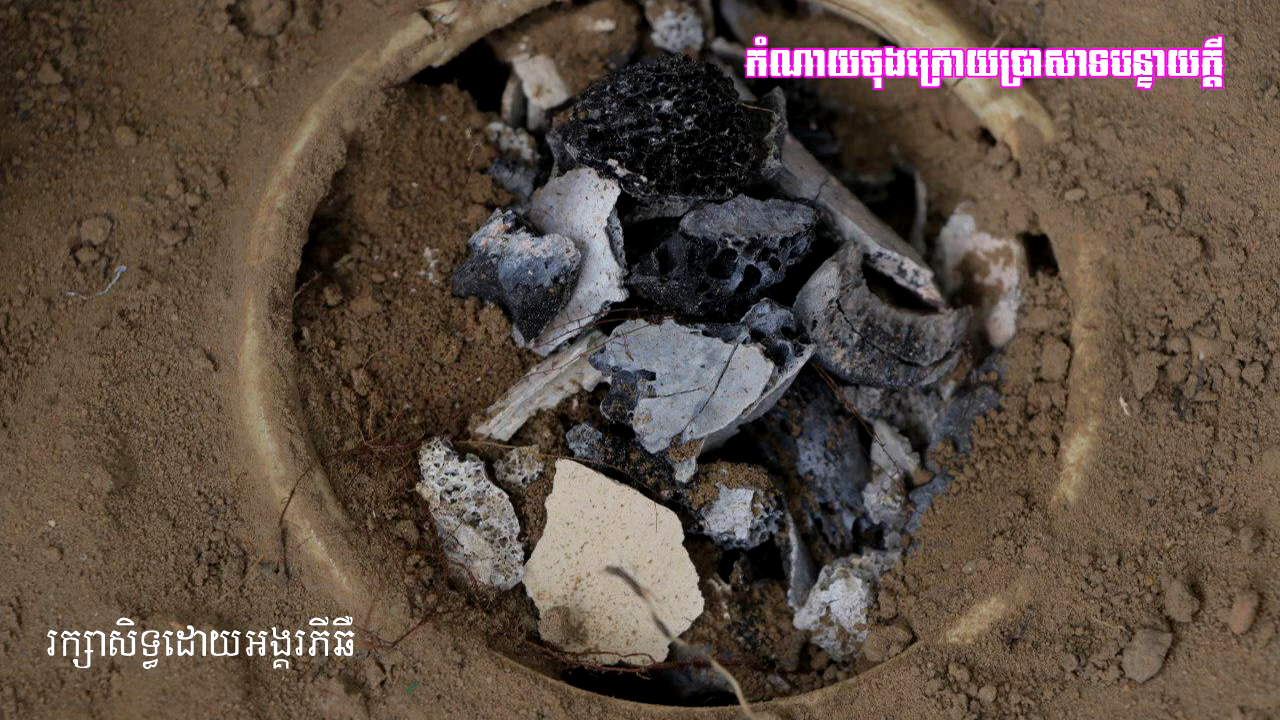 កំណាយចុងក្រោយប្រាសាទបន្ទាយក្តី
រក្សាសិទ្ធដោយអង្គរភីឆឺ